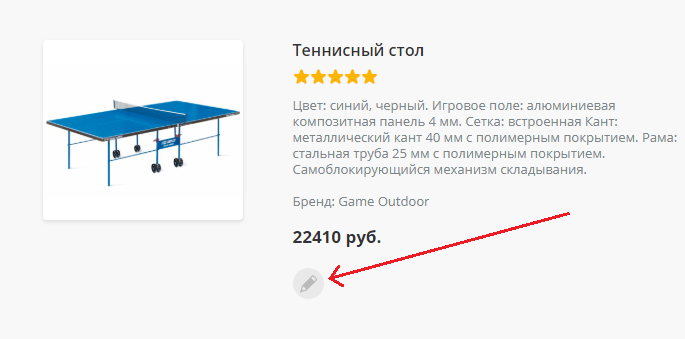 Теннисный стол
Цвет: синий, черный. Игровое поле: алюминиевая
композитная панель 4 мм. Сетка: встроенная Кант:
металлический кант 40 мм с полимерным покрытием. Рама:
стальная труба 25 мм с полимерным покрытием.
Самоблокирующийся механизм складывания.
Бренд: Game Outdoor
22410 руб.